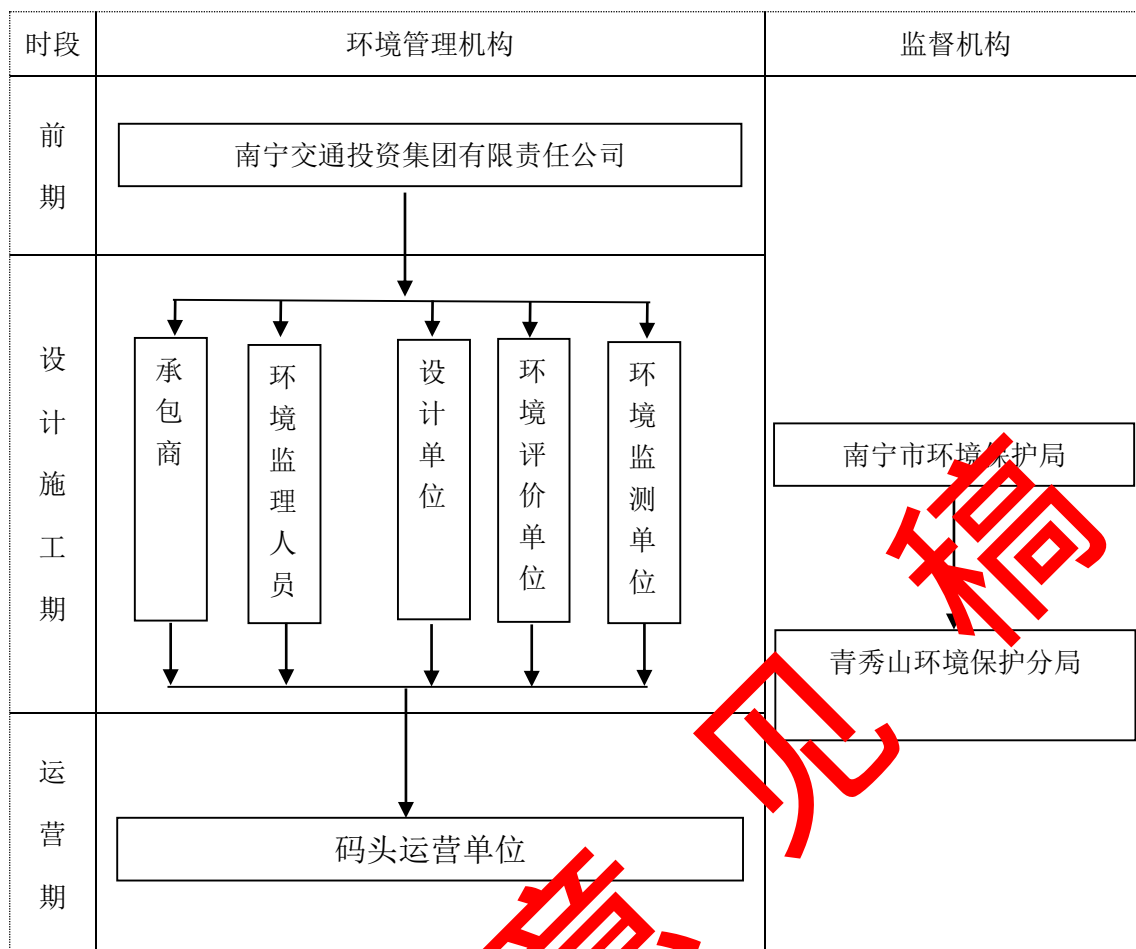 时段 环境管理机构 监督机构
前期
南宁交通投资集团有限责任公司
设计施工期
承包商
环境监理人员
设计单位
环境评价单位
环境监测单位
南宁市环境保护局
青秀山环境保护分局
运营期
码头运营单位
见稿